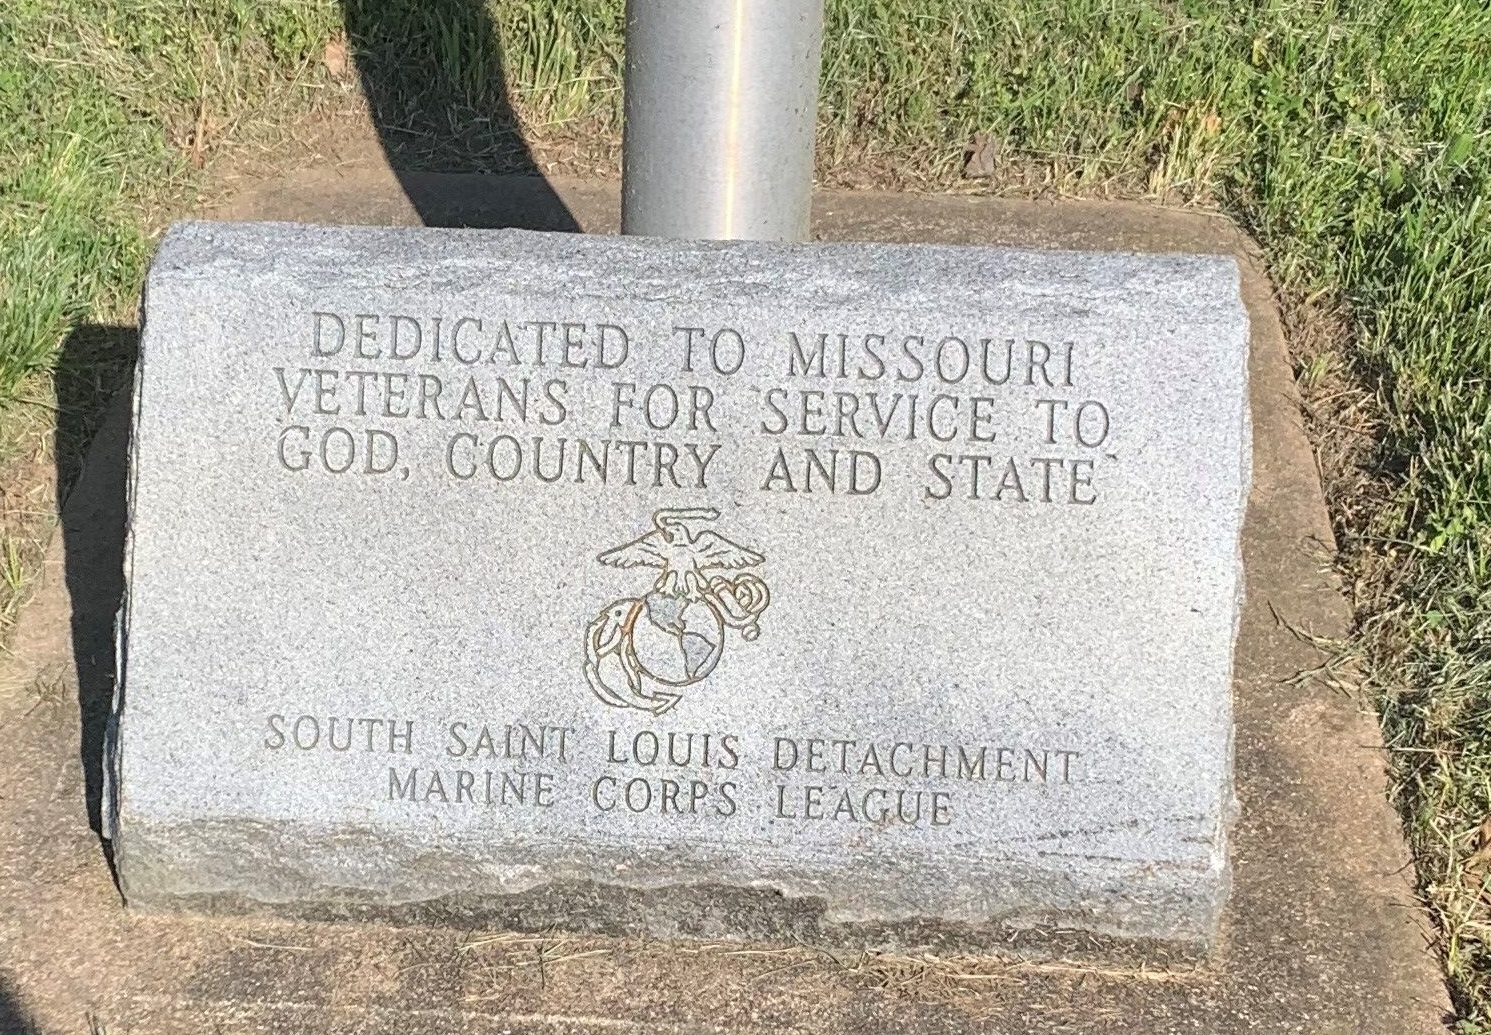 DEDICATED TO MISSOURI
VETERANS FOR SERVICE TO
GOD, COUNTRY AND STATE
SOUTH SAINT LOUIS DETACHMENT
MARINE CORPS LEAGUE